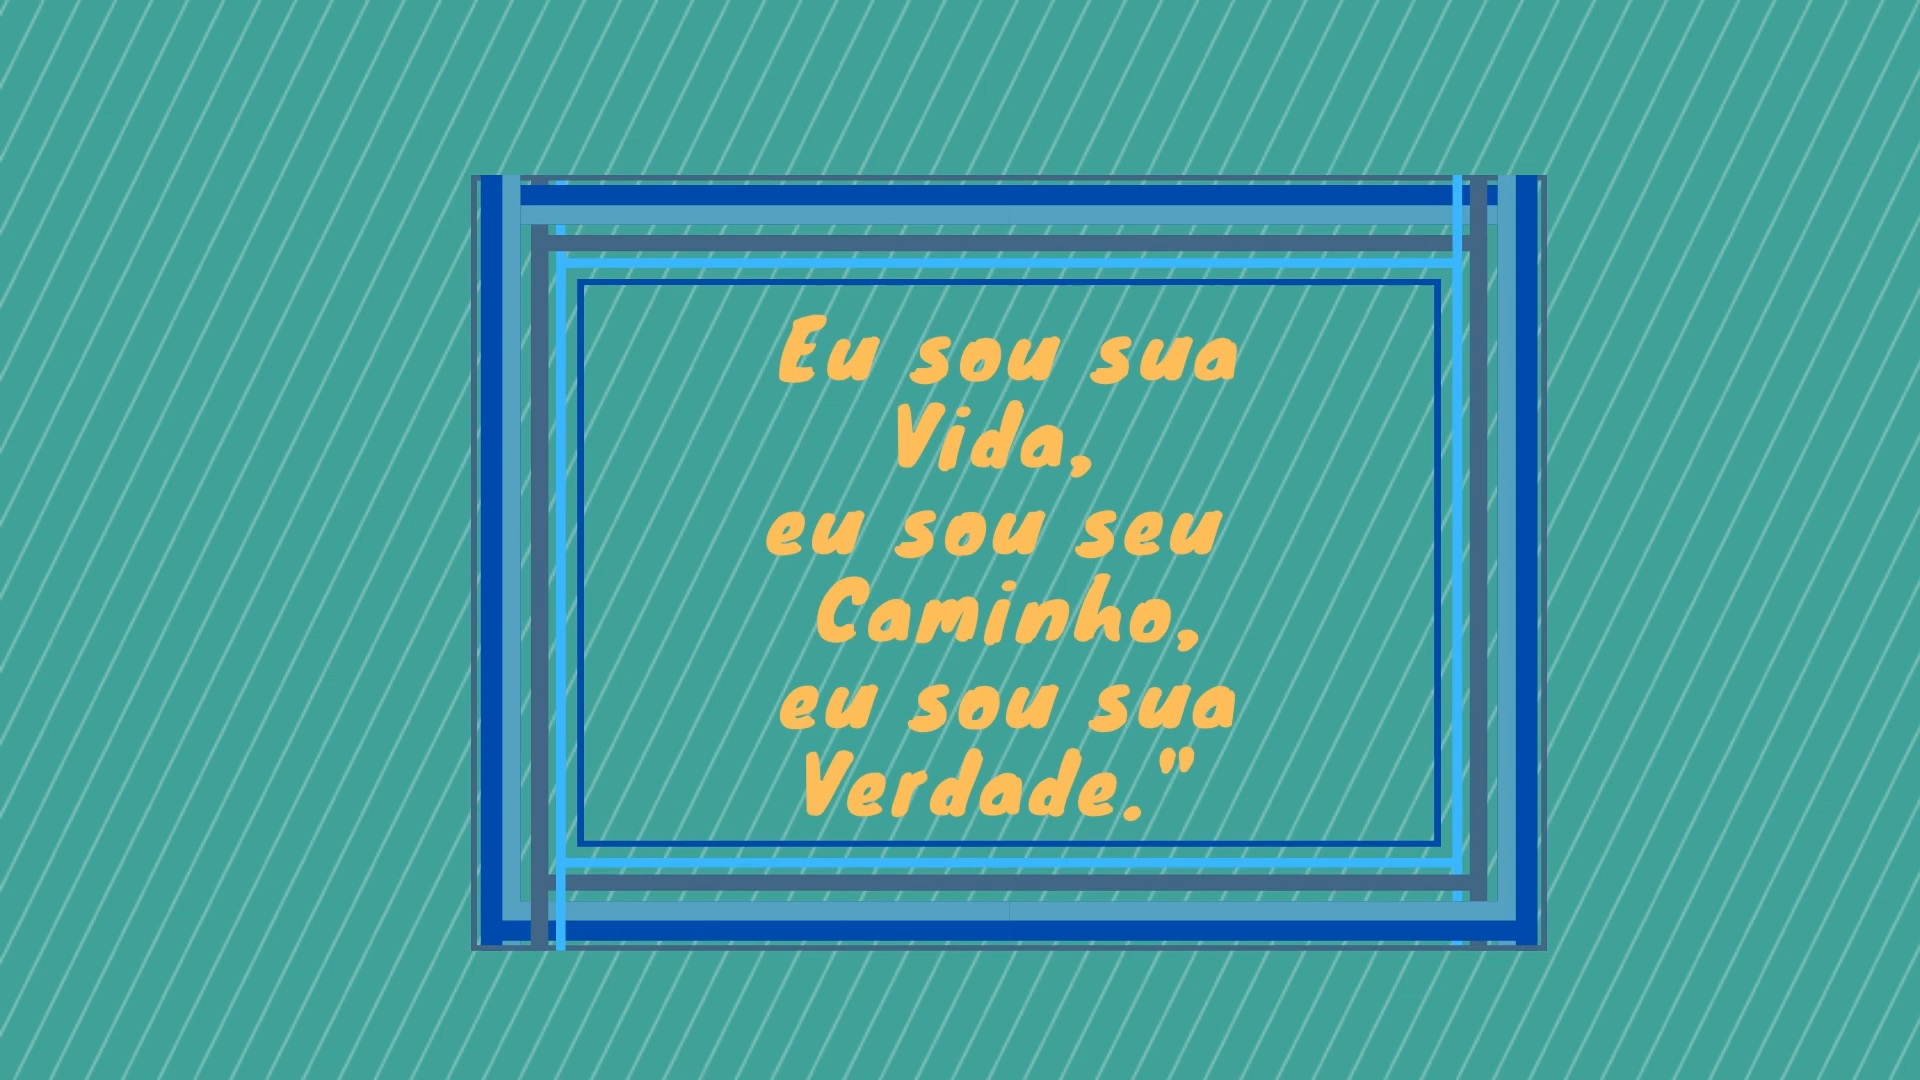 Eu sou sua
Vida,
eu sou seu
Caminho,
eu sou sua
Verdade."